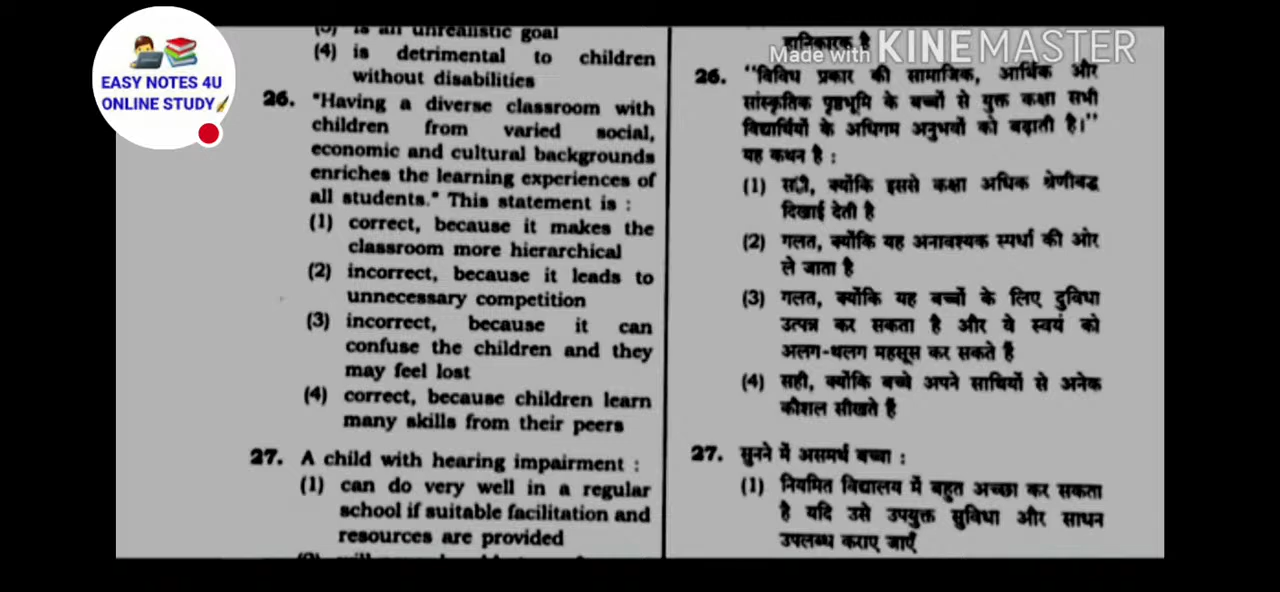 EASY NOTES 4U
ONLINE STUDY
Made with KINEMASTER
(3) is an unrealistic goal
(4) is detrimental to children
without disabilities
26. "Having a diverse classroom with
children from varied social,
economic and cultural backgrounds
enriches the learning experiences of
all students." This statement is :
(1) correct, because it makes the
classroom more hierarchical
(2) incorrect, because it leads to
unnecessary competition
(3) incorrect, because it can
confuse the children and they
may feel lost
(4) correct, because children learn
many skills from their peers
27. A child with hearing impairment :
(1) can do very well in a regular
school if suitable facilitation and
resources are provided
हानिकारक है
26. "विविध प्रकार की सामाजिक, आर्थिक और
सांस्कृतिक पृष्ठभूमि के बच्चों से युक्त कक्षा सभी
विद्यार्थियों के अधिगम अनुभवों को बढ़ाती है।"
यह कथन है :
(1) सही, क्योंकि इससे कक्षा अधिक श्रेणीबद्ध
दिखाई देती है
(2) गलत, क्योंकि यह अनावश्यक स्पर्धा की ओर
ले जाता है
(3) गलत, क्योंकि यह बच्चों के लिए दुविधा
उत्पन्न कर सकता है और वे स्वयं को
अलग-थलग महसूस कर सकते हैं
(4) सही, क्योंकि बच्चे अपने साथियों से अनेक
कौशल सीखते हैं
27. सुनने में असमर्थ बच्चा :
(1) नियमित विद्यालय में बहुत अच्छा कर सकता
है यदि उसे उपयुक्त सुविधा और साधन
उपलब्ध कराए जाएँ